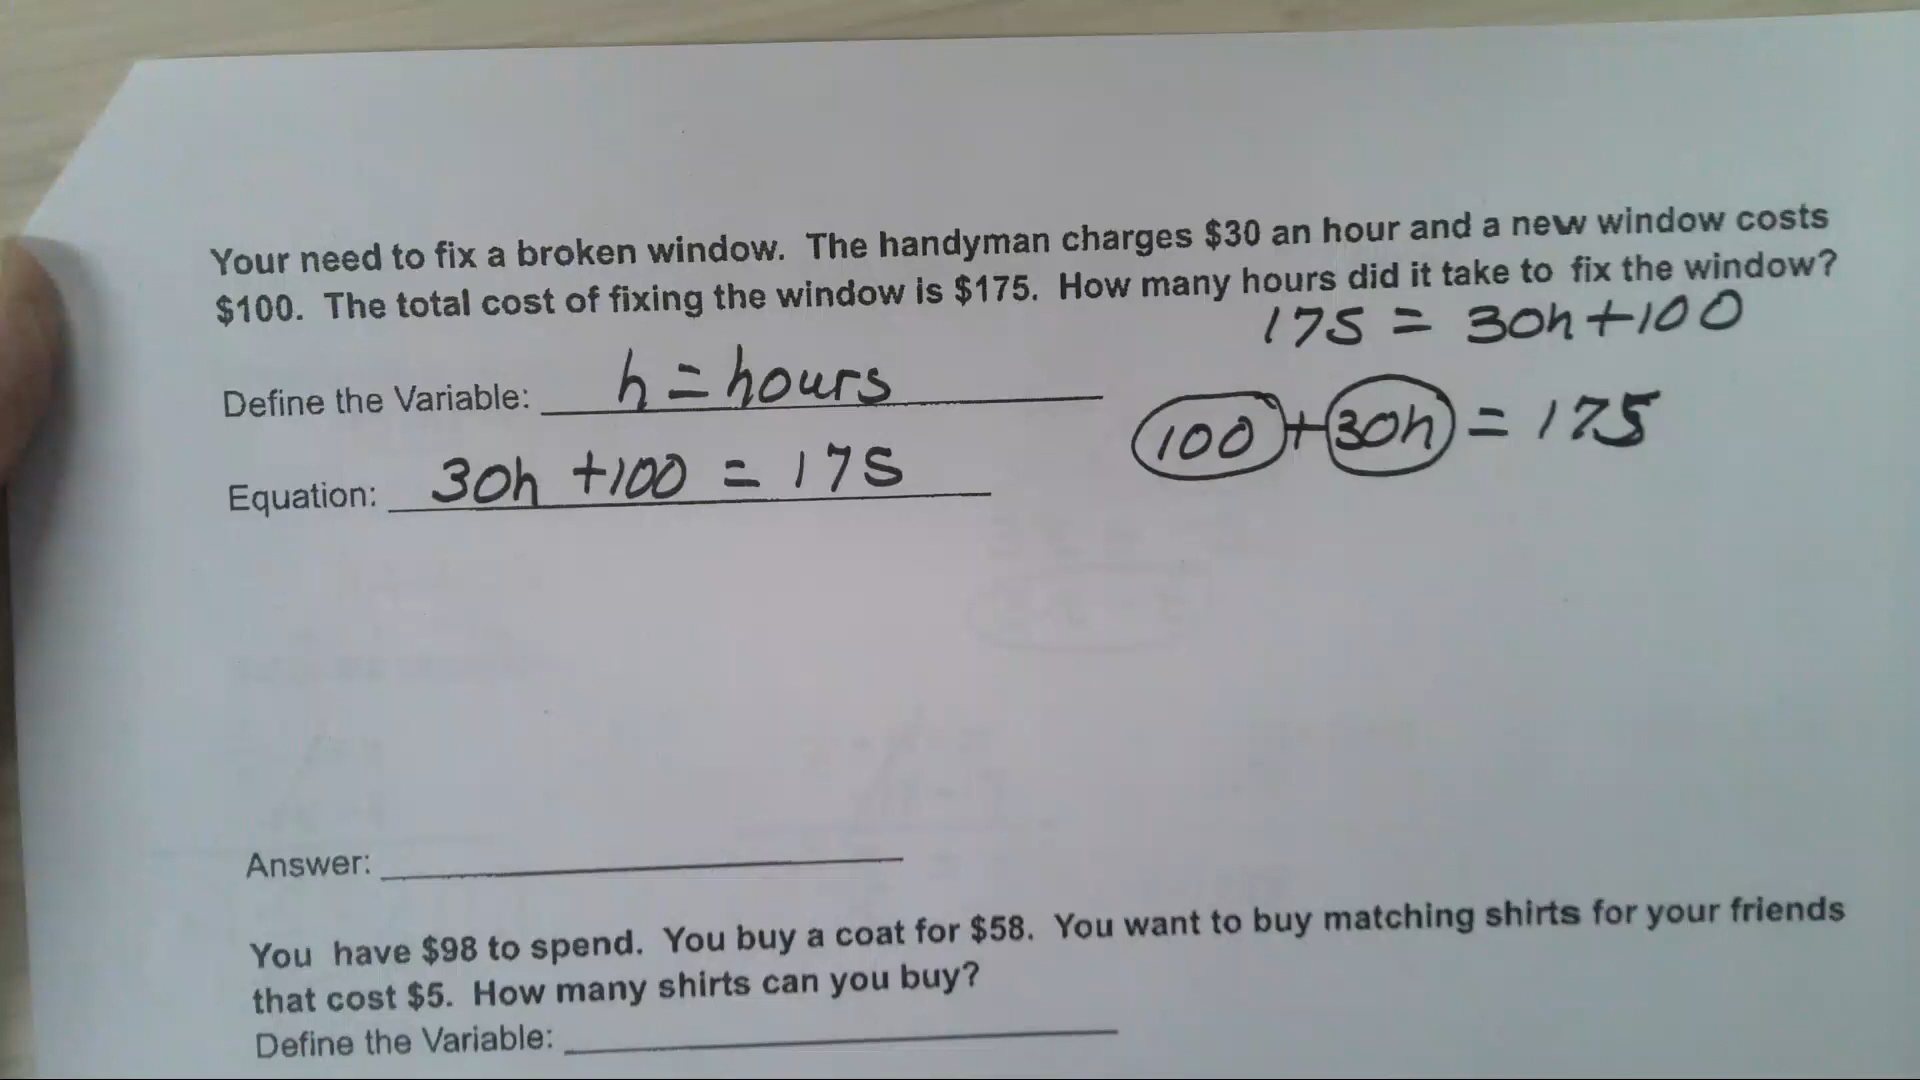 Your need to fix a broken window. The handyman charges $30 an hour and a new window costs
$100. The total cost of fixing the window is $175. How many hours did it take to fix the window?
175 = 30h + 100
Define the Variable: h = hours
100 + 30h = 175
Equation: 30h + 100 = 175
Answer:
You have $98 to spend. You buy a coat for $58. You want to buy matching shirts for your friends
that cost $5. How many shirts can you buy?
Define the Variable: